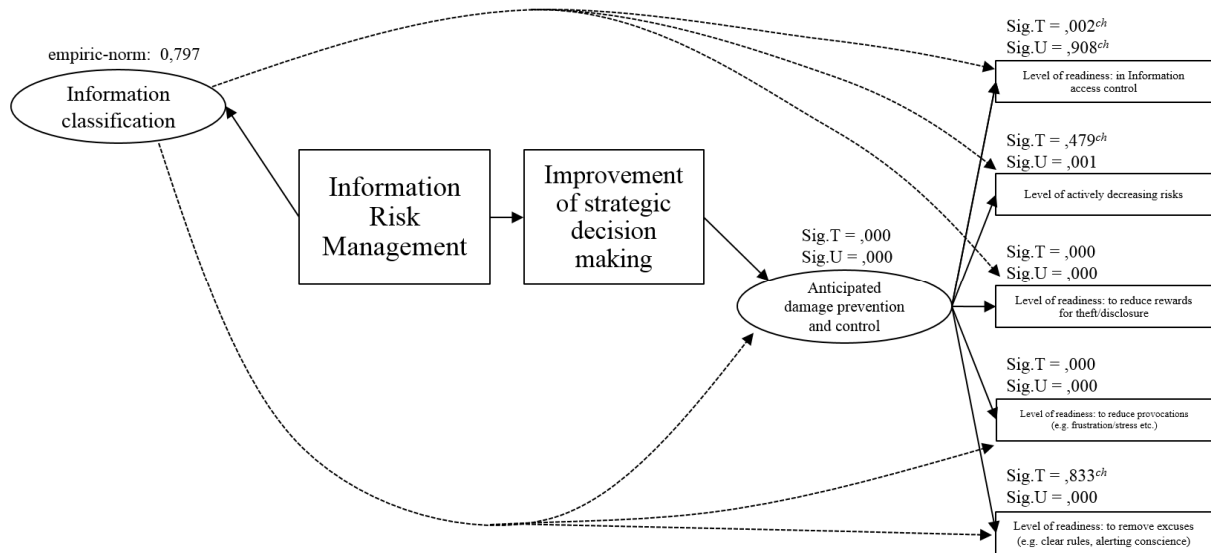 empiric-norm: 0,797
Information
classification
Information
Risk
Management
Improvement
of strategic
decision
making
Sig.T = ,000
Sig.U = ,000
Anticipated
damage prevention
and control
Sig.T = ,002ch
Sig.U = ,908ch
Level of readiness: in Information
access control
Sig.T = ,479ch
Sig.U = ,001
Level of actively decreasing risks
Sig.T = ,000
Sig.U = ,000
Level of readiness: to reduce rewards
for theft/disclosure
Sig.T = ,000
Sig.U = ,000
Level of readiness: to reduce provocations
(e.g. frustration/stress etc.)
Sig.T = ,833ch
Sig.U = ,000
Level of readiness: to remove excuses
(e.g. clear rules, alerting conscience)